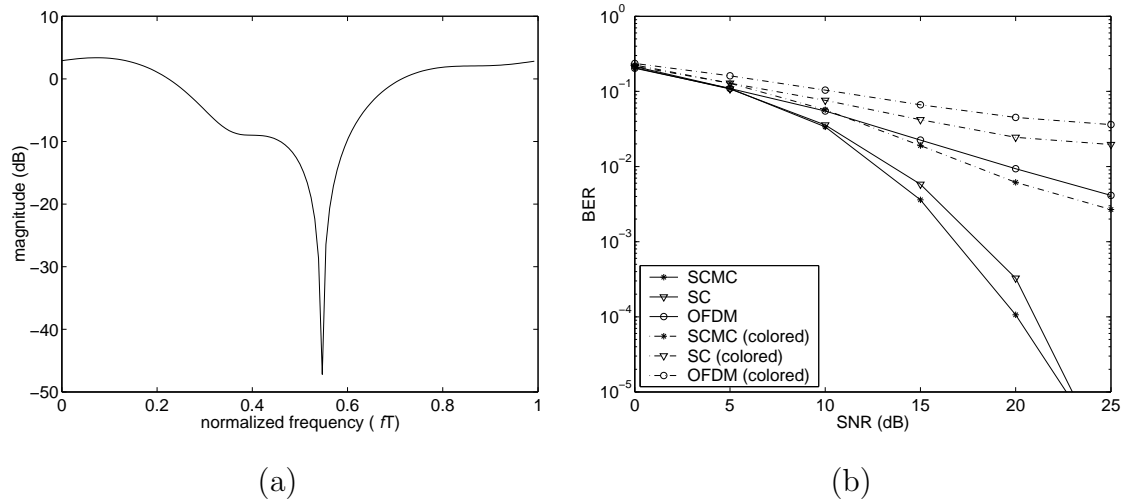 10
0
−10
−20
−30
−40
−50
0
0.2
0.4
0.6
0.8
1
magnitude (dB)
normalized frequency ( fT)
(a)
10^0
10^−1
10^−2
10^−3
10^−4
10^−5
0
5
10
15
20
25
BER
SNR (dB)
SCMC
SC
OFDM
SCMC (colored)
SC (colored)
OFDM (colored)
(b)